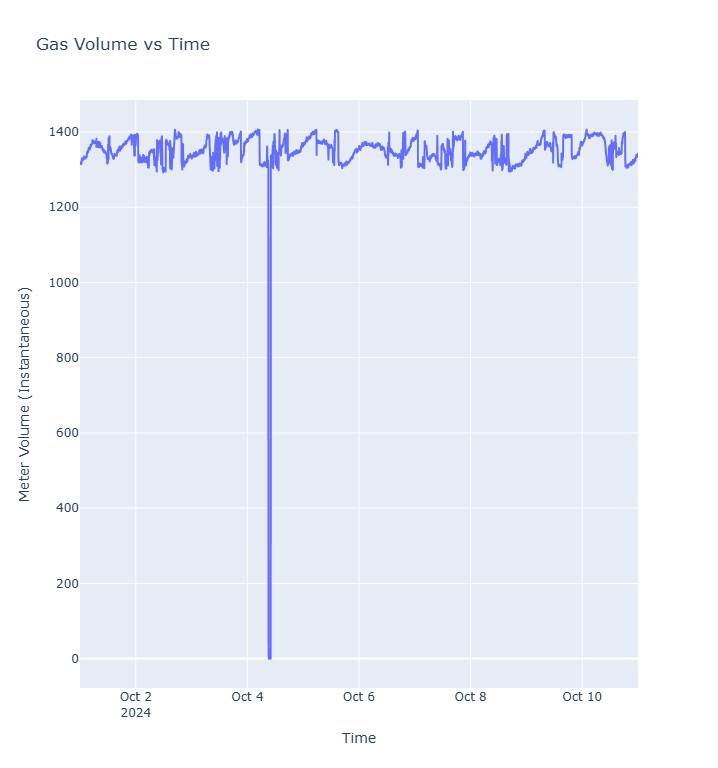 Gas Volume vs Time
Meter Volume (Instantaneous)
1400
1200
1000
800
600
400
200
0
Oct 2
2024
Oct 4
Oct 6
Oct 8
Oct 10
Time